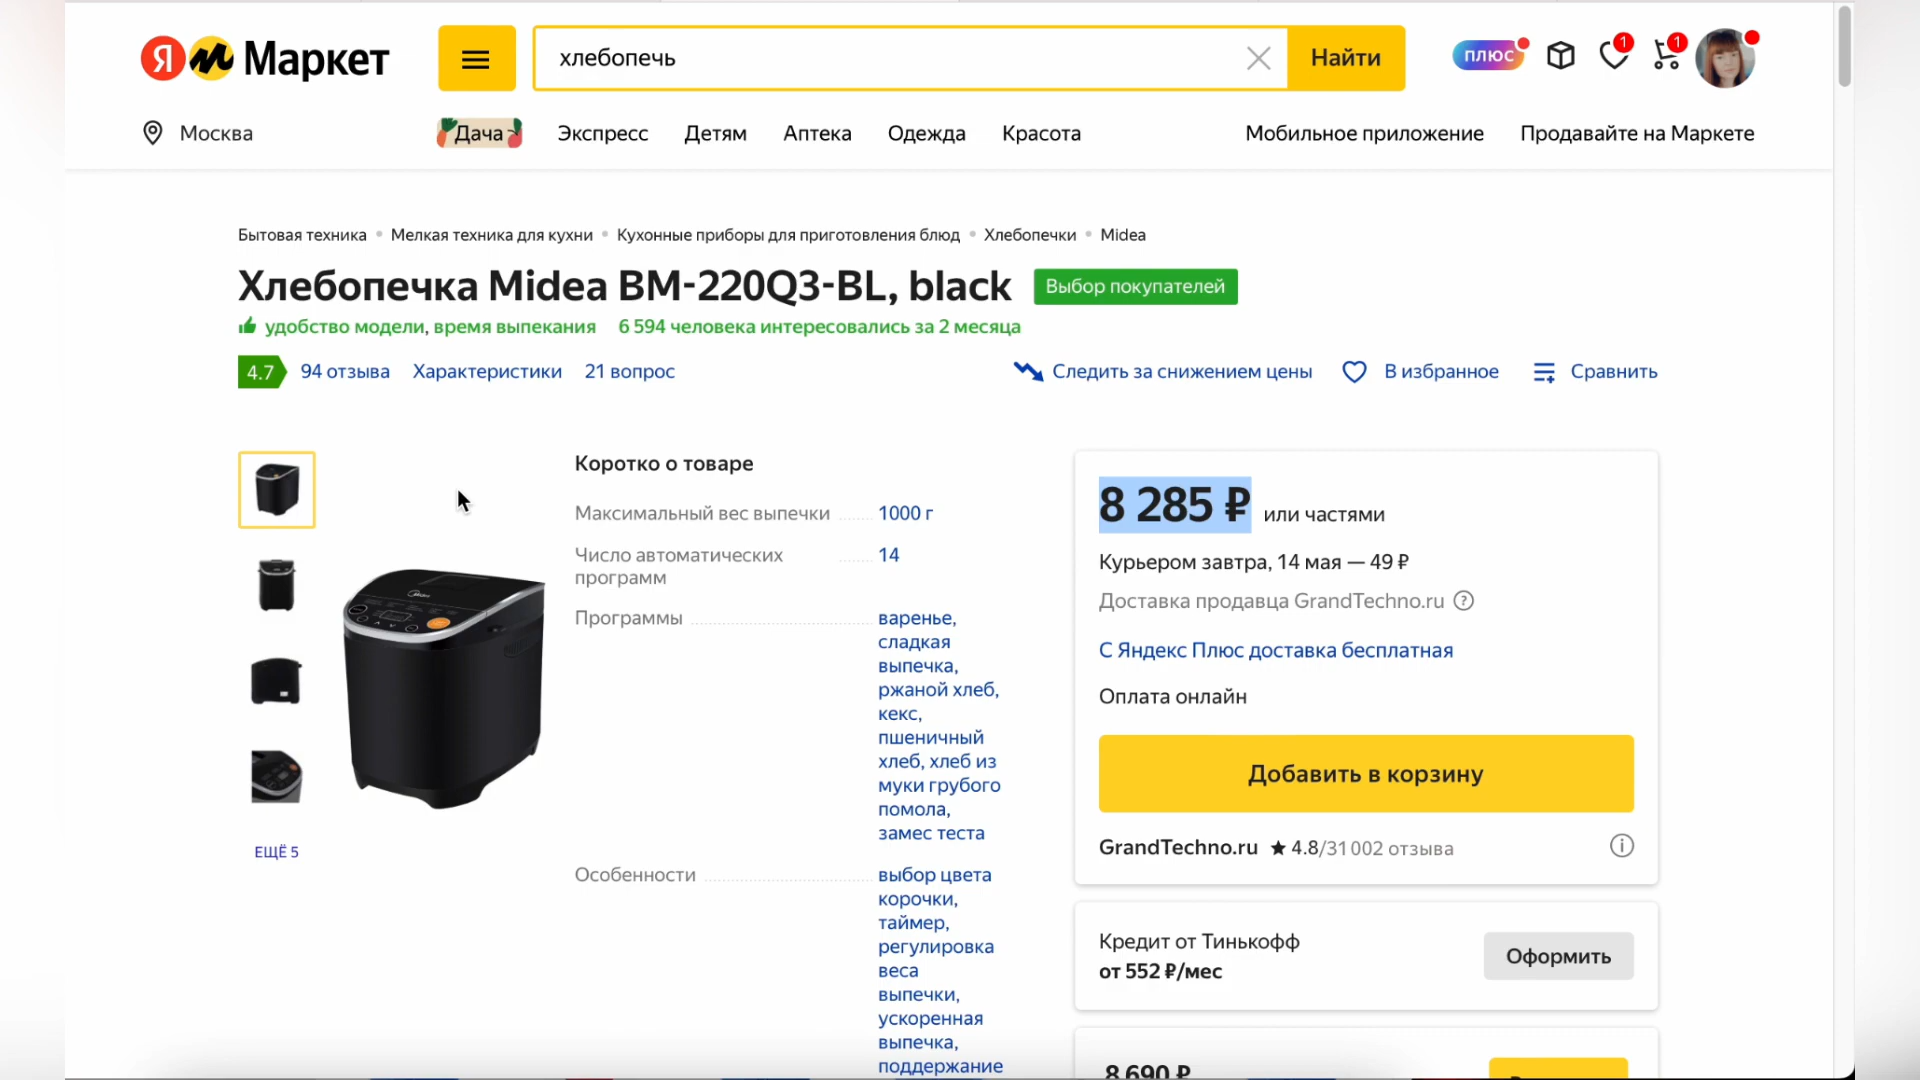 Я Маркет
хлебопечь
Найти
плюс
1
1
Москва
Дача
Экспресс
Детям
Аптека
Одежда
Красота
Мобильное приложение
Продавайте на Маркете
Бытовая техника • Мелкая техника для кухни • Кухонные приборы для приготовления блюд • Хлебопечки • Midea
Хлебопечка Midea BM-220Q3-BL, black
Выбор покупателей
удобство модели, время выпекания
6 594 человека интересовались за 2 месяца
4.7
94 отзыва
Характеристики
21 вопрос
Следить за снижением цены
В избранное
Сравнить
ЕЩЁ 5
Midea
Коротко о товаре
Максимальный вес выпечки
1000 г
Число автоматических
программ
14
Программы
варенье,
сладкая
выпечка,
ржаной хлеб,
кекс,
пшеничный
хлеб, хлеб из
муки грубого
помола,
замес теста
Особенности
выбор цвета
корочки,
таймер,
регулировка
веса
выпечки,
ускоренная
выпечка,
поддержание
8 285 ₽ или частями
Курьером завтра, 14 мая — 49 ₽
Доставка продавца GrandTechno.ru ?
С Яндекс Плюс доставка бесплатная
Оплата онлайн
Добавить в корзину
GrandTechno.ru ★ 4.8/31 002 отзыва
Кредит от Тинькофф
от 552 ₽/мес
Оформить
8 690 ₽